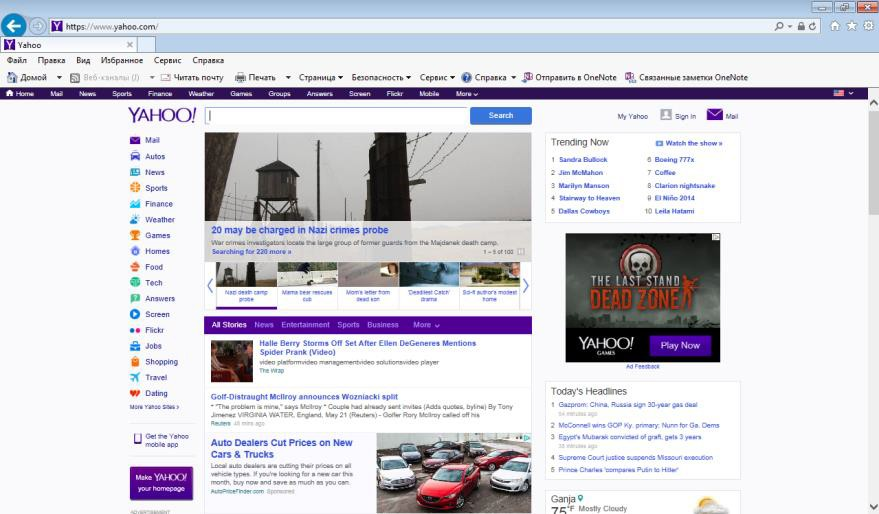 https://www.yahoo.com/
Yahoo
Файл Правка Вид Избранное Сервис Справка
Домой Веб-каналы (J) Читать почту Печать Страница Безопасность Сервис Справка Отправить в OneNote Связанные заметки OneNote
Home Mail News Sports Finance Weather Games Groups Answers Screen Flickr Mobile More
YAHOO!
Search
My Yahoo Sign In Mail
Mail
Autos
News
Sports
Finance
Weather
Games
Homes
Food
Tech
Answers
Screen
Flickr
Jobs
Shopping
Travel
Dating
More Yahoo Sites >
Get the Yahoo
mobile app
Make YAHOO!
your homepage
ADVERTISEMENT
20 may be charged in Nazi crimes probe
War crimes investigators locate the large group of former guards from the Majdanek death camp.
Searching for 220 more »
1 – 5 of 100
Nazi death camp
probe
Mama bear rescues
cub
Mom's letter from
dead son
'Deadliest Catch'
drama
Sci-fi author's modest
home
All Stories News Entertainment Sports Business More
Halle Berry Storms Off Set After Ellen DeGeneres Mentions
Spider Prank (Video)
video platformvideo managementvideo solutionsvideo player
The Wrap
Golf-Distraught McIlroy announces Wozniacki split
* "The problem is mine," says McIlroy * Couple had already sent invites (Adds quotes, byline) By Tony
Jimenez VIRGINIA WATER, England, May 21 (Reuters) - Golfer Rory McIlroy called off
Reuters 46 mins ago
Auto Dealers Cut Prices on New
Cars & Trucks
Local auto dealers are cutting their prices on all
vehicle types. If you're looking for a new car this
month, buy now and save as much as you can.
AutoPriceFinder.com Sponsored
Trending Now
Watch the show »
1 Sandra Bullock
2 Jim McMahon
3 Marilyn Manson
4 Stairway to Heaven
5 Dallas Cowboys
6 Boeing 777x
7 Coffee
8 Clarion nightsnake
9 El Niño 2014
10 Leila Hatami
THE LAST STAND
DEAD ZONE
YAHOO!
GAMES
Play Now
Ad Feedback
Today's Headlines
1 Gazprom: China, Russia sign 30-year gas deal
54 minutes ago
2 McConnell wins GOP Ky. primary; Nunn for Ga. Dems
3 Egypt's Mubarak convicted of graft, gets 3 years
38 minutes ago
4 Supreme Court justice suspends Missouri execution
5 Prince Charles 'compares Putin to Hitler'
Ganja
75°F Mostly Cloudy